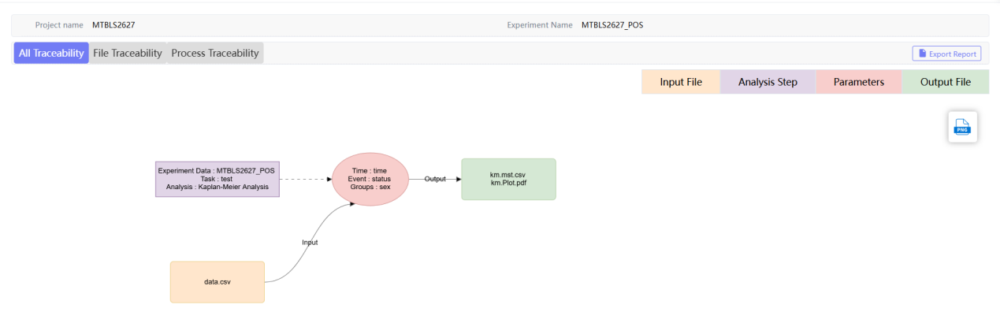 Project name MTBLS2627
Experiment Name MTBLS2627_POS
All Traceability File Traceability Process Traceability
Export Report
Input File Analysis Step Parameters Output File
PNG
Experiment Data : MTBLS2627_POS
Task : test
Analysis : Kaplan-Meier Analysis
Time : time
Event : status
Groups : sex
Output
km.mst.csv
km.Plot.pdf
Input
data.csv